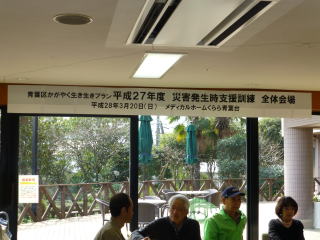 青葉区かがやく生き生きプラン 平成27年度 災害発生時支援訓練 全体会場
平成28年3月20日(日) メディカルホームくらら青葉台